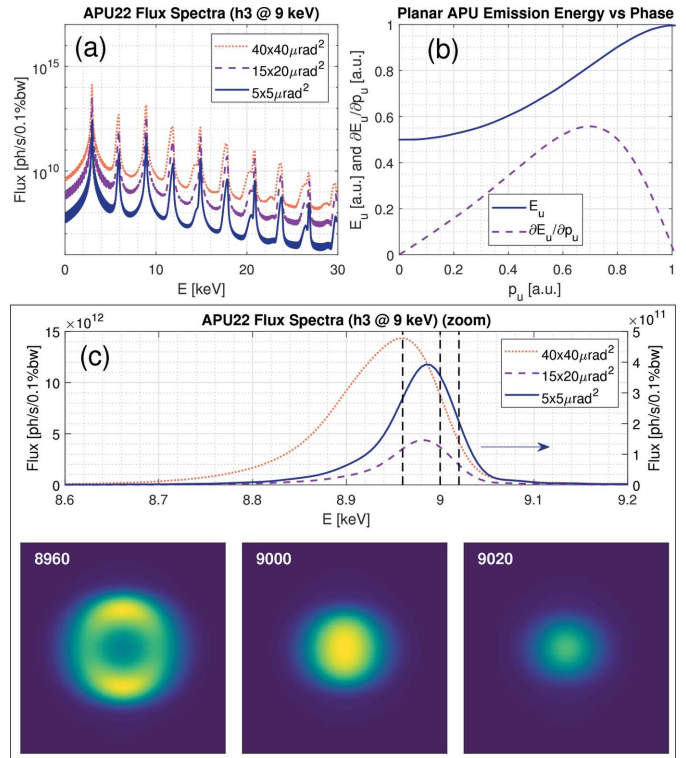 APU22 Flux Spectra (h3 @ 9 keV)
(a)
40x40μrad²
15x20μrad²
5x5μrad²
10¹⁵
10¹⁰
Flux [ph/s/0.1%bw]
0 10 20 30
E [keV]
Planar APU Emission Energy vs Phase
(b)
1
0.8
0.6
0.4
0.2
0
E_u [a.u.] and ∂E_u/∂p_u [a.u.]
E_u
∂E_u/∂p_u
0 0.2 0.4 0.6 0.8 1
p_u [a.u.]
APU22 Flux Spectra (h3 @ 9 keV) (zoom)
×10¹²
×10¹¹
(c)
40x40μrad²
15x20μrad²
5x5μrad²
15
10
5
0
Flux [ph/s/0.1%bw]
5
4
3
2
1
0
Flux [ph/s/0.1%bw]
8.6 8.7 8.8 8.9 9 9.1 9.2
E [keV]
8960
9000
9020